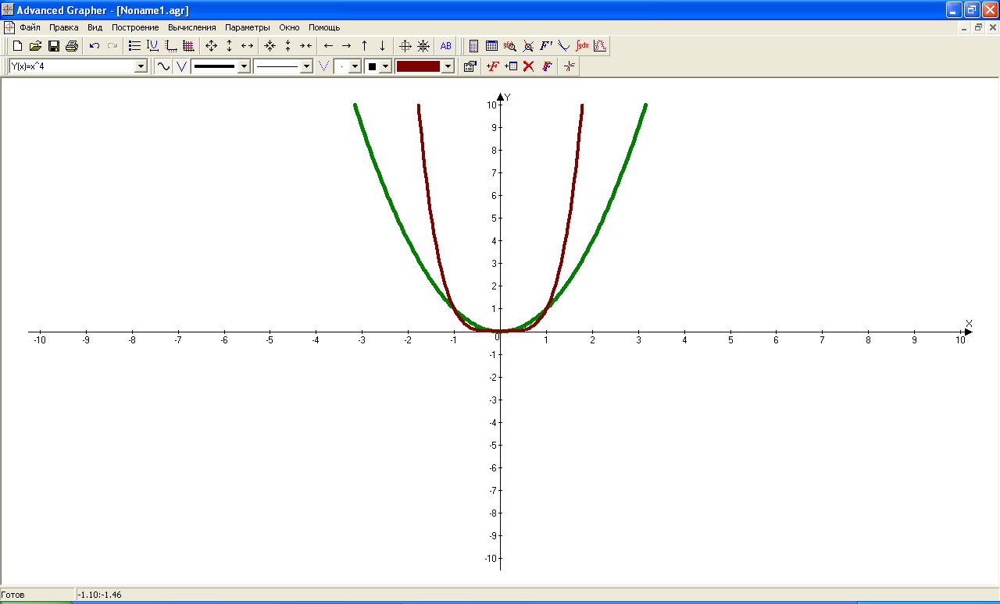 Advanced Grapher - [Noname1.agr]
Файл Правка Вид Построение Вычисления Параметры Окно Помощь
AB y(x) F' ∫ydx
Y(x)=x^4
+F F
Y
10
9
8
7
6
5
4
3
2
1
X
-10 -9 -8 -7 -6 -5 -4 -3 -2 -1 0 1 2 3 4 5 6 7 8 9 10
-1
-2
-3
-4
-5
-6
-7
-8
-9
-10
Готов -1.10:-1.46